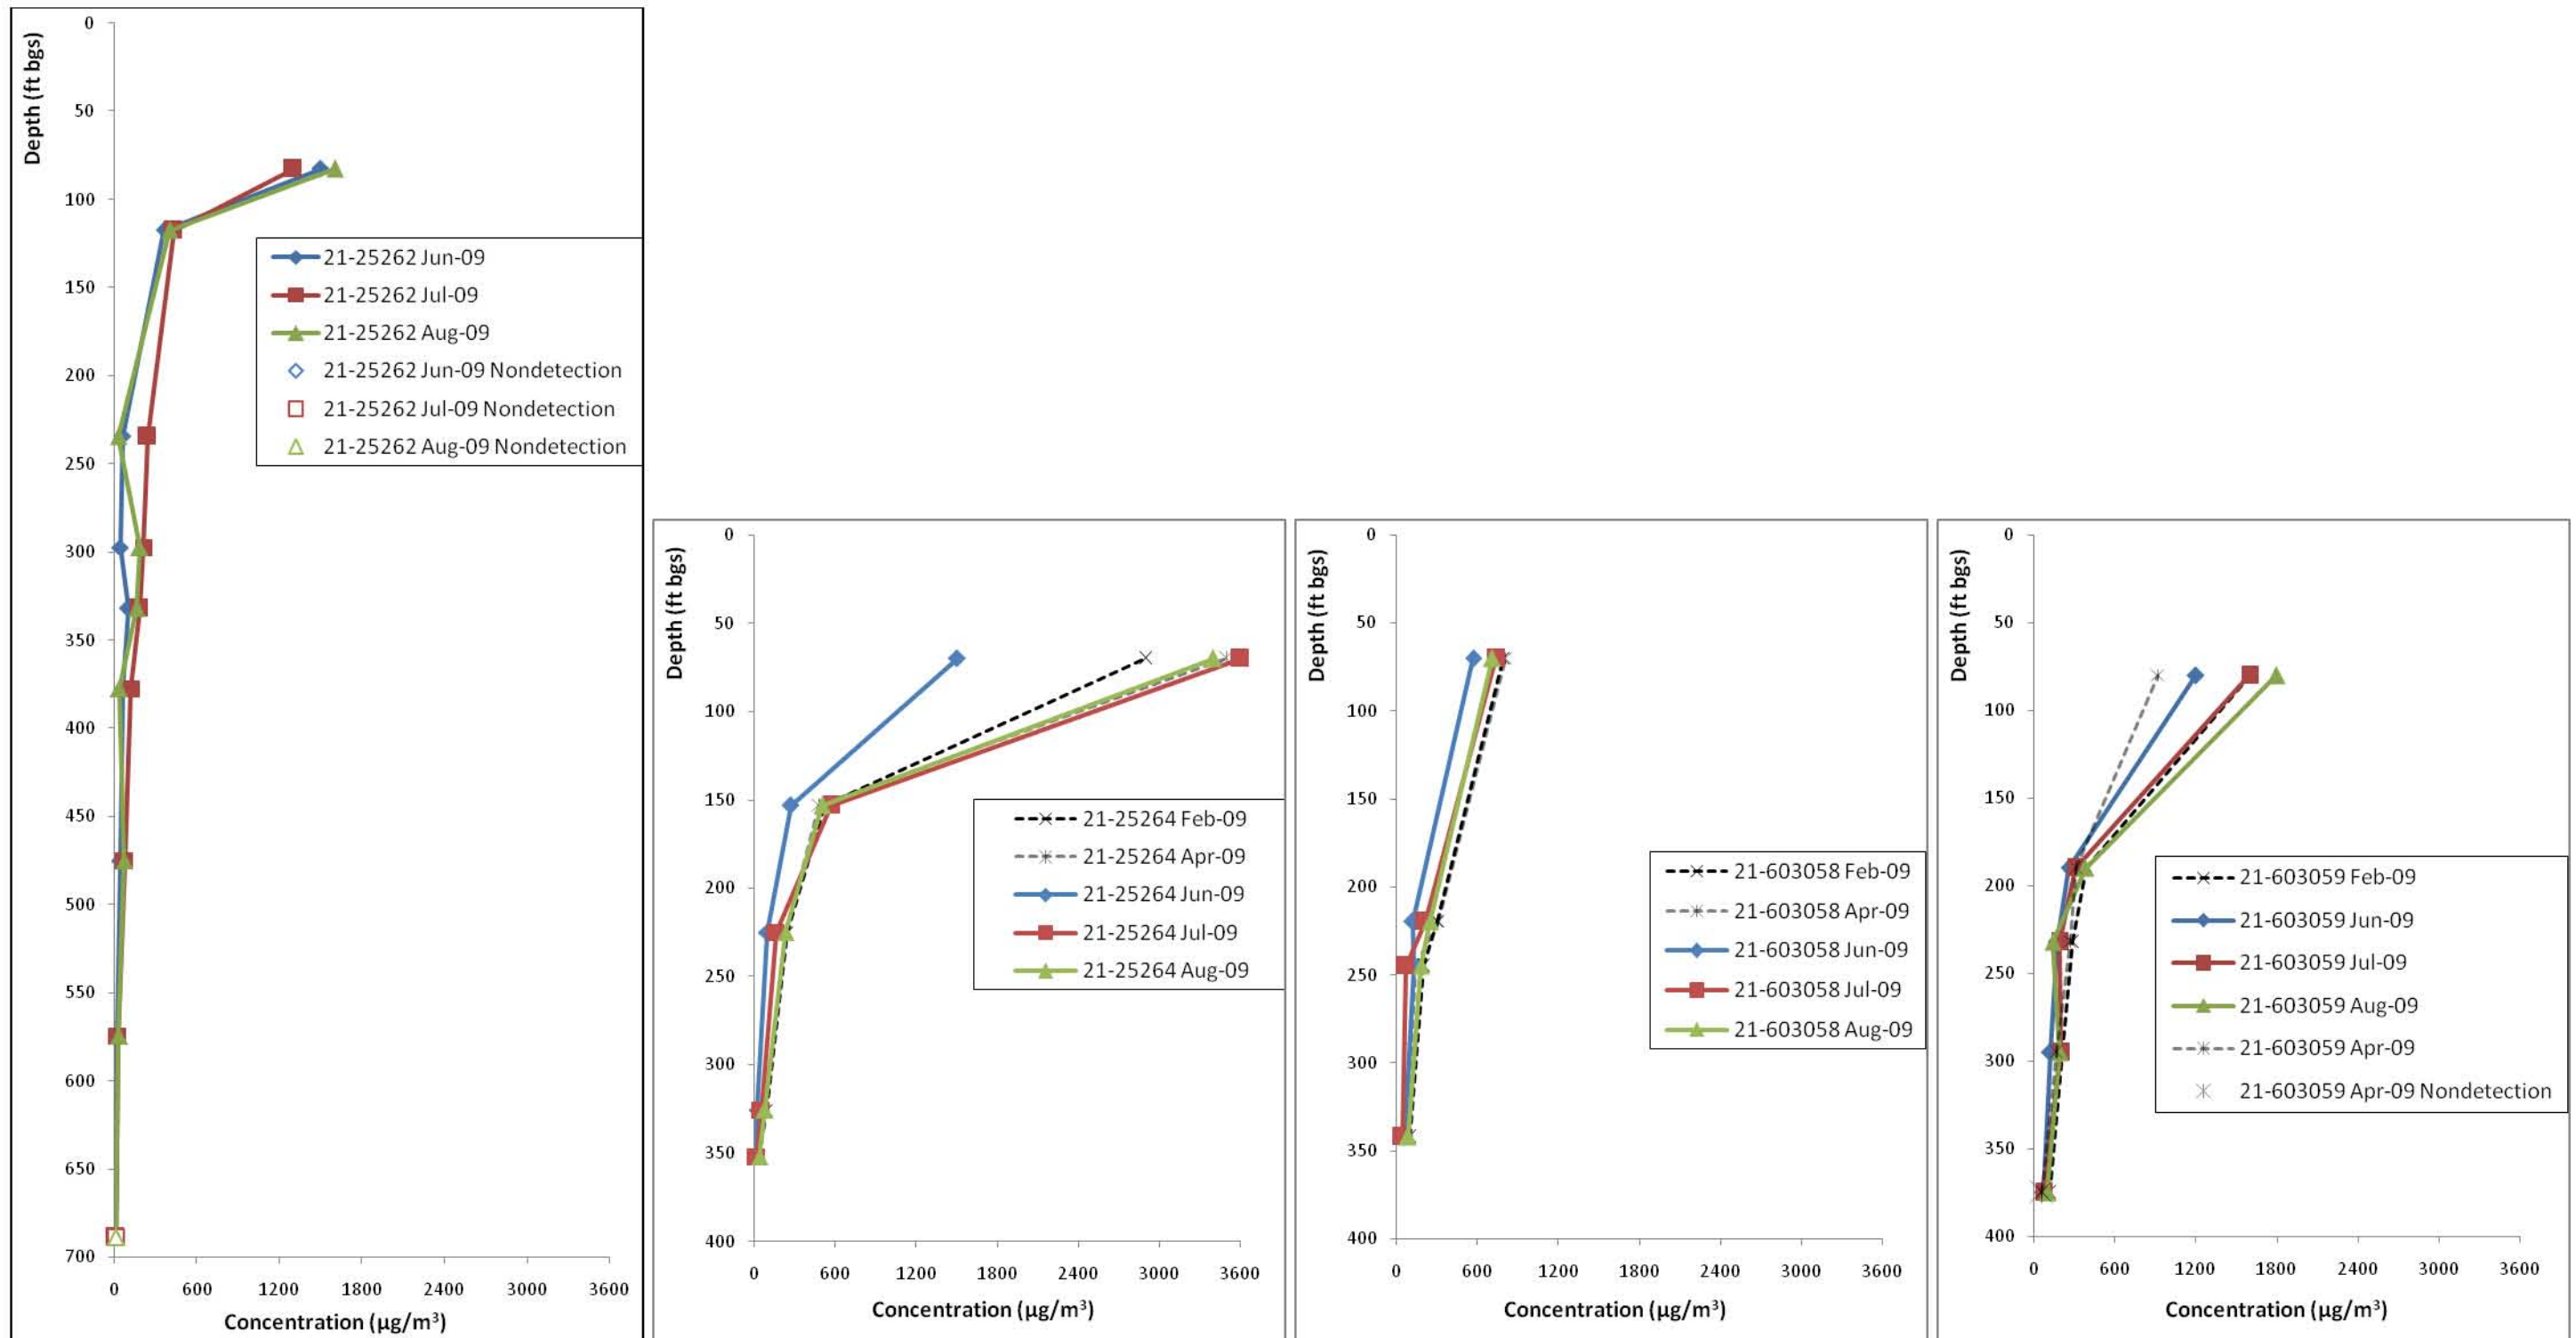 Depth (ft bgs)
0
50
100
150
200
250
300
350
400
450
500
550
600
650
700
0 600 1200 1800 2400 3000 3600
Concentration (µg/m³)
21-25262 Jun-09
21-25262 Jul-09
21-25262 Aug-09
21-25262 Jun-09 Nondetection
21-25262 Jul-09 Nondetection
21-25262 Aug-09 Nondetection
Depth (ft bgs)
0
50
100
150
200
250
300
350
400
0 600 1200 1800 2400 3000 3600
Concentration (µg/m³)
21-25264 Feb-09
21-25264 Apr-09
21-25264 Jun-09
21-25264 Jul-09
21-25264 Aug-09
Depth (ft bgs)
0
50
100
150
200
250
300
350
400
0 600 1200 1800 2400 3000 3600
Concentration (µg/m³)
21-603058 Feb-09
21-603058 Apr-09
21-603058 Jun-09
21-603058 Jul-09
21-603058 Aug-09
Depth (ft bgs)
0
50
100
150
200
250
300
350
400
0 600 1200 1800 2400 3000 3600
Concentration (µg/m³)
21-603059 Feb-09
21-603059 Jun-09
21-603059 Jul-09
21-603059 Aug-09
21-603059 Apr-09
21-603059 Apr-09 Nondetection